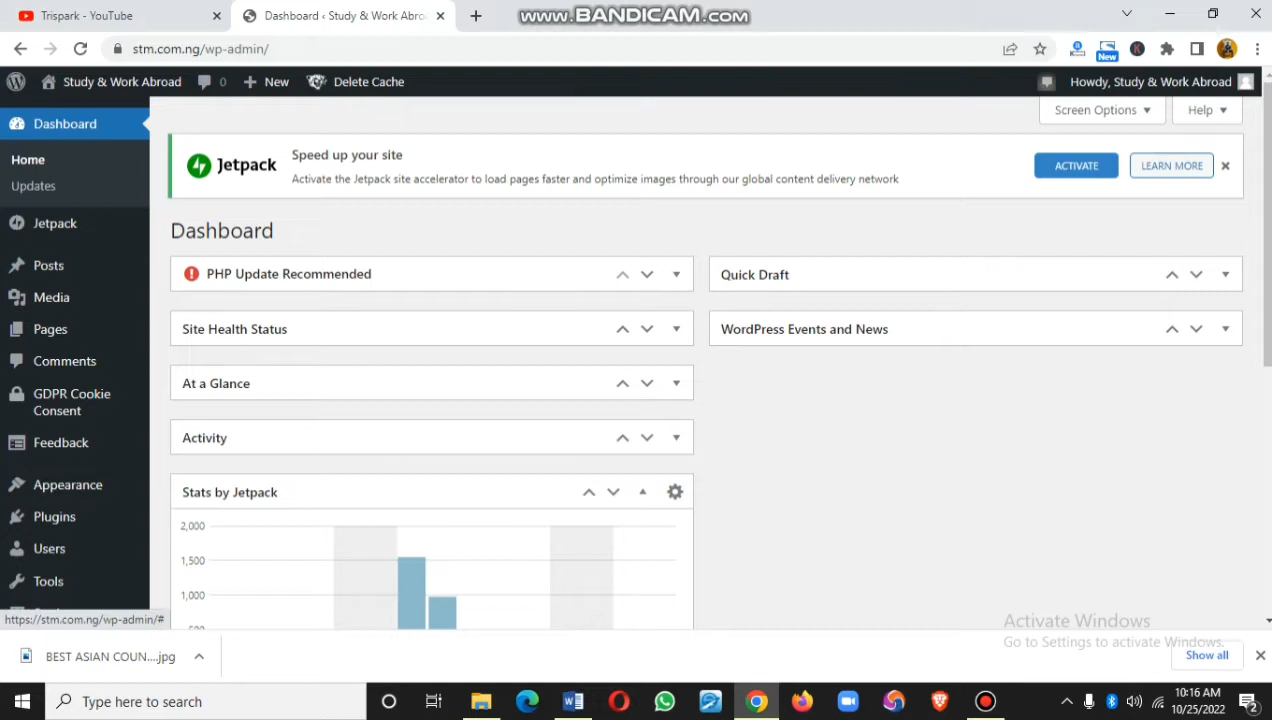 Trispark - YouTube
Dashboard ‹ Study & Work Abroa
www.BANDICAM.com
stm.com.ng/wp-admin/
New
Study & Work Abroad
0
New
Delete Cache
Howdy, Study & Work Abroad
Dashboard
Screen Options
Help
Home
Updates
Jetpack
Speed up your site
Activate the Jetpack site accelerator to load pages faster and optimize images through our global content delivery network
ACTIVATE
LEARN MORE
Jetpack
Dashboard
Posts
PHP Update Recommended
Quick Draft
Media
Pages
Site Health Status
WordPress Events and News
Comments
At a Glance
GDPR Cookie
Consent
Feedback
Activity
Appearance
Stats by Jetpack
Plugins
2,000
Users
1,500
Tools
1,000
https://stm.com.ng/wp-admin/#
Activate Windows
Go to Settings to activate Windows.
BEST ASIAN COUN....jpg
Show all
Type here to search
10:16 AM
10/25/2022
2